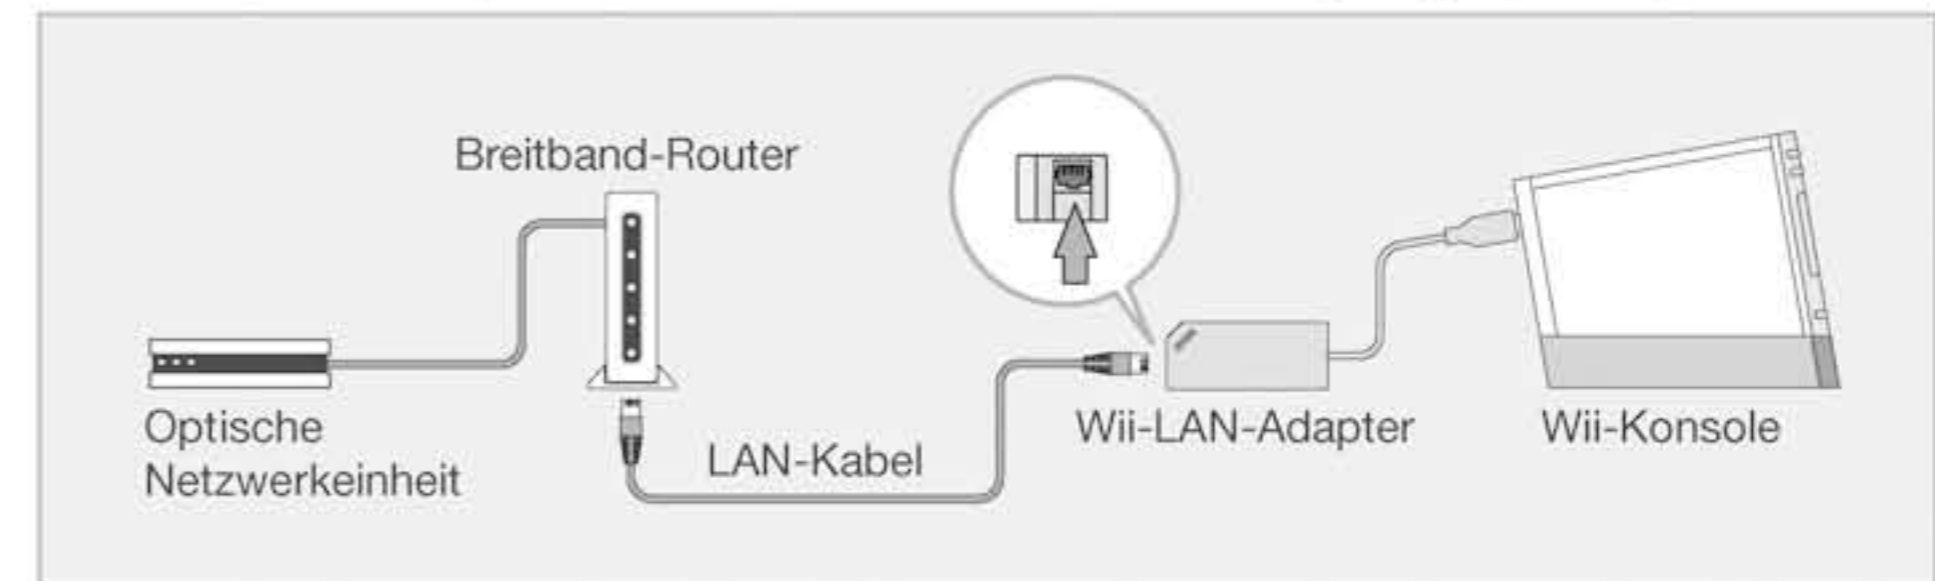 Breitband-Router
Optische
Netzwerkeinheit
LAN-Kabel
Wii-LAN-Adapter
Wii-Konsole